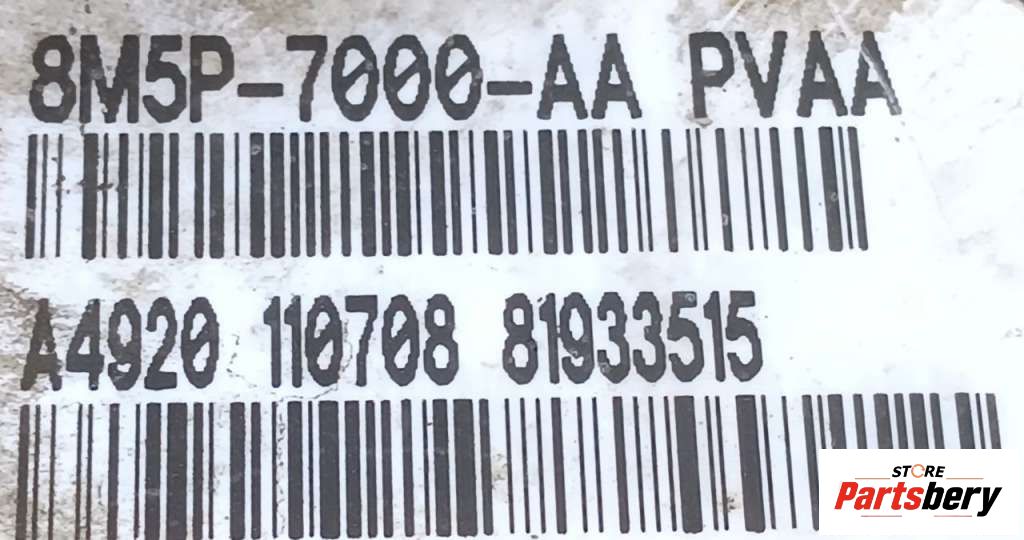 8M5P-7000-AA PVAA
A4920 110708 81933515
STORE
Partsbery